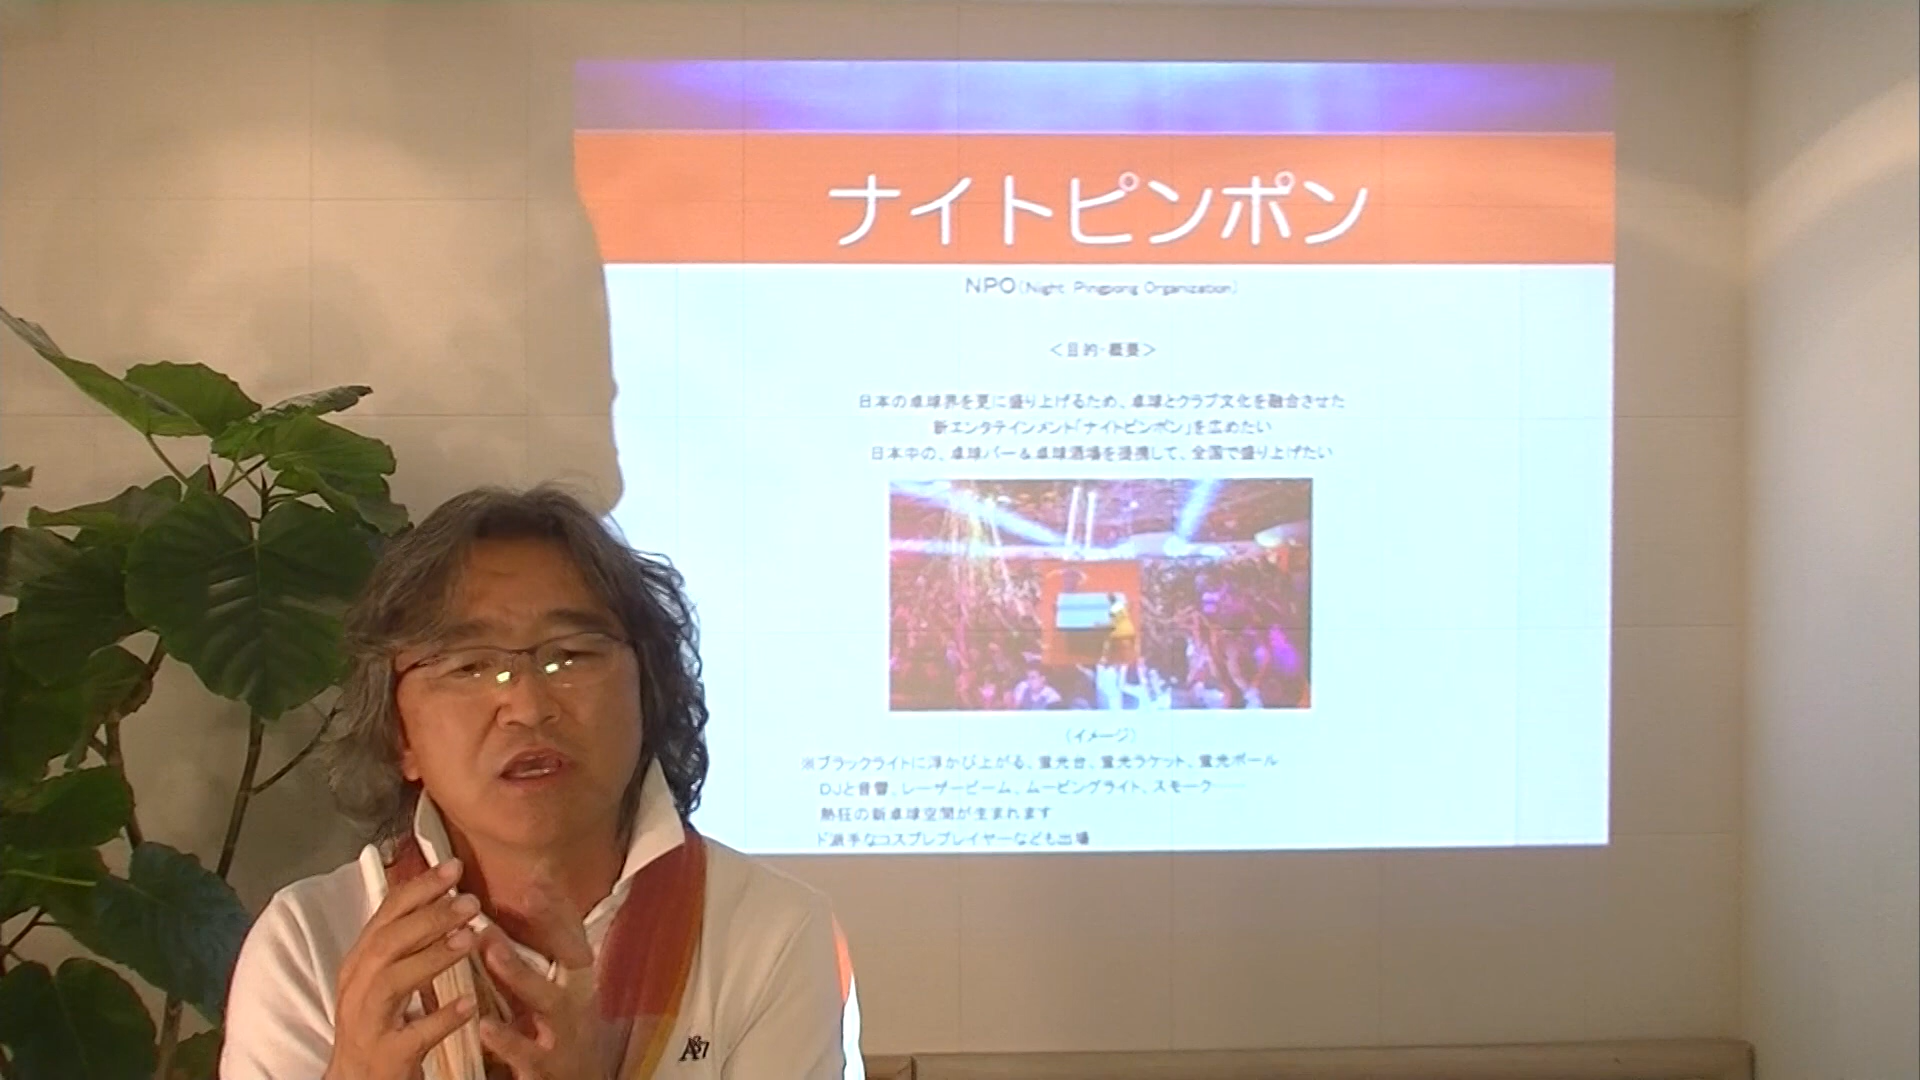 ナイトピンポン
NPO(Night Pingpong Organization)
<目的・概要>
日本の卓球界を更に盛り上げるため、卓球とクラブ文化を融合させた
新エンタテインメント「ナイトピンポン」を広めたい
日本中の、卓球バー&卓球酒場を提携して、全国で盛り上げたい
(イメージ)
※ブラックライトに浮かび上がる、蛍光台、蛍光ラケット、蛍光ボール
DJと音響、レーザービーム、ムービングライト、スモーク……
熱狂の新卓球空間が生まれます
ド派手なコスプレプレイヤーなども出場